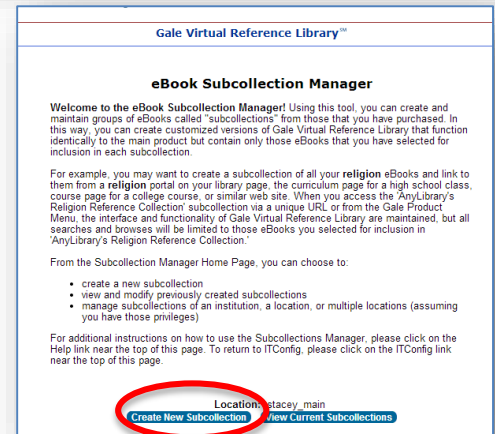 Gale Virtual Reference Library℠
eBook Subcollection Manager
Welcome to the eBook Subcollection Manager! Using this tool, you can create and
maintain groups of eBooks called "subcollections" from those that you have purchased. In
this way, you can create customized versions of Gale Virtual Reference Library that function
identically to the main product but contain only those eBooks that you have selected for
inclusion in each subcollection.
For example, you may want to create a subcollection of all your religion eBooks and link to
them from a religion portal on your library page, the curriculum page for a high school class,
course page for a college course, or similar web site. When you access the 'AnyLibrary's
Religion Reference Collection' subcollection via a unique URL or from the Gale Product
Menu, the interface and functionality of Gale Virtual Reference Library are maintained, but all
searches and browses will be limited to those eBooks you selected for inclusion in
'AnyLibrary's Religion Reference Collection.'
From the Subcollection Manager Home Page, you can choose to:
• create a new subcollection
• view and modify previously created subcollections
• manage subcollections of an institution, a location, or multiple locations (assuming
you have those privileges)
For additional instructions on how to use the Subcollections Manager, please click on the
Help link near the top of this page. To return to ITConfig, please click on the ITConfig link
near the top of this page.
Location: stacey_main
Create New Subcollection View Current Subcollections